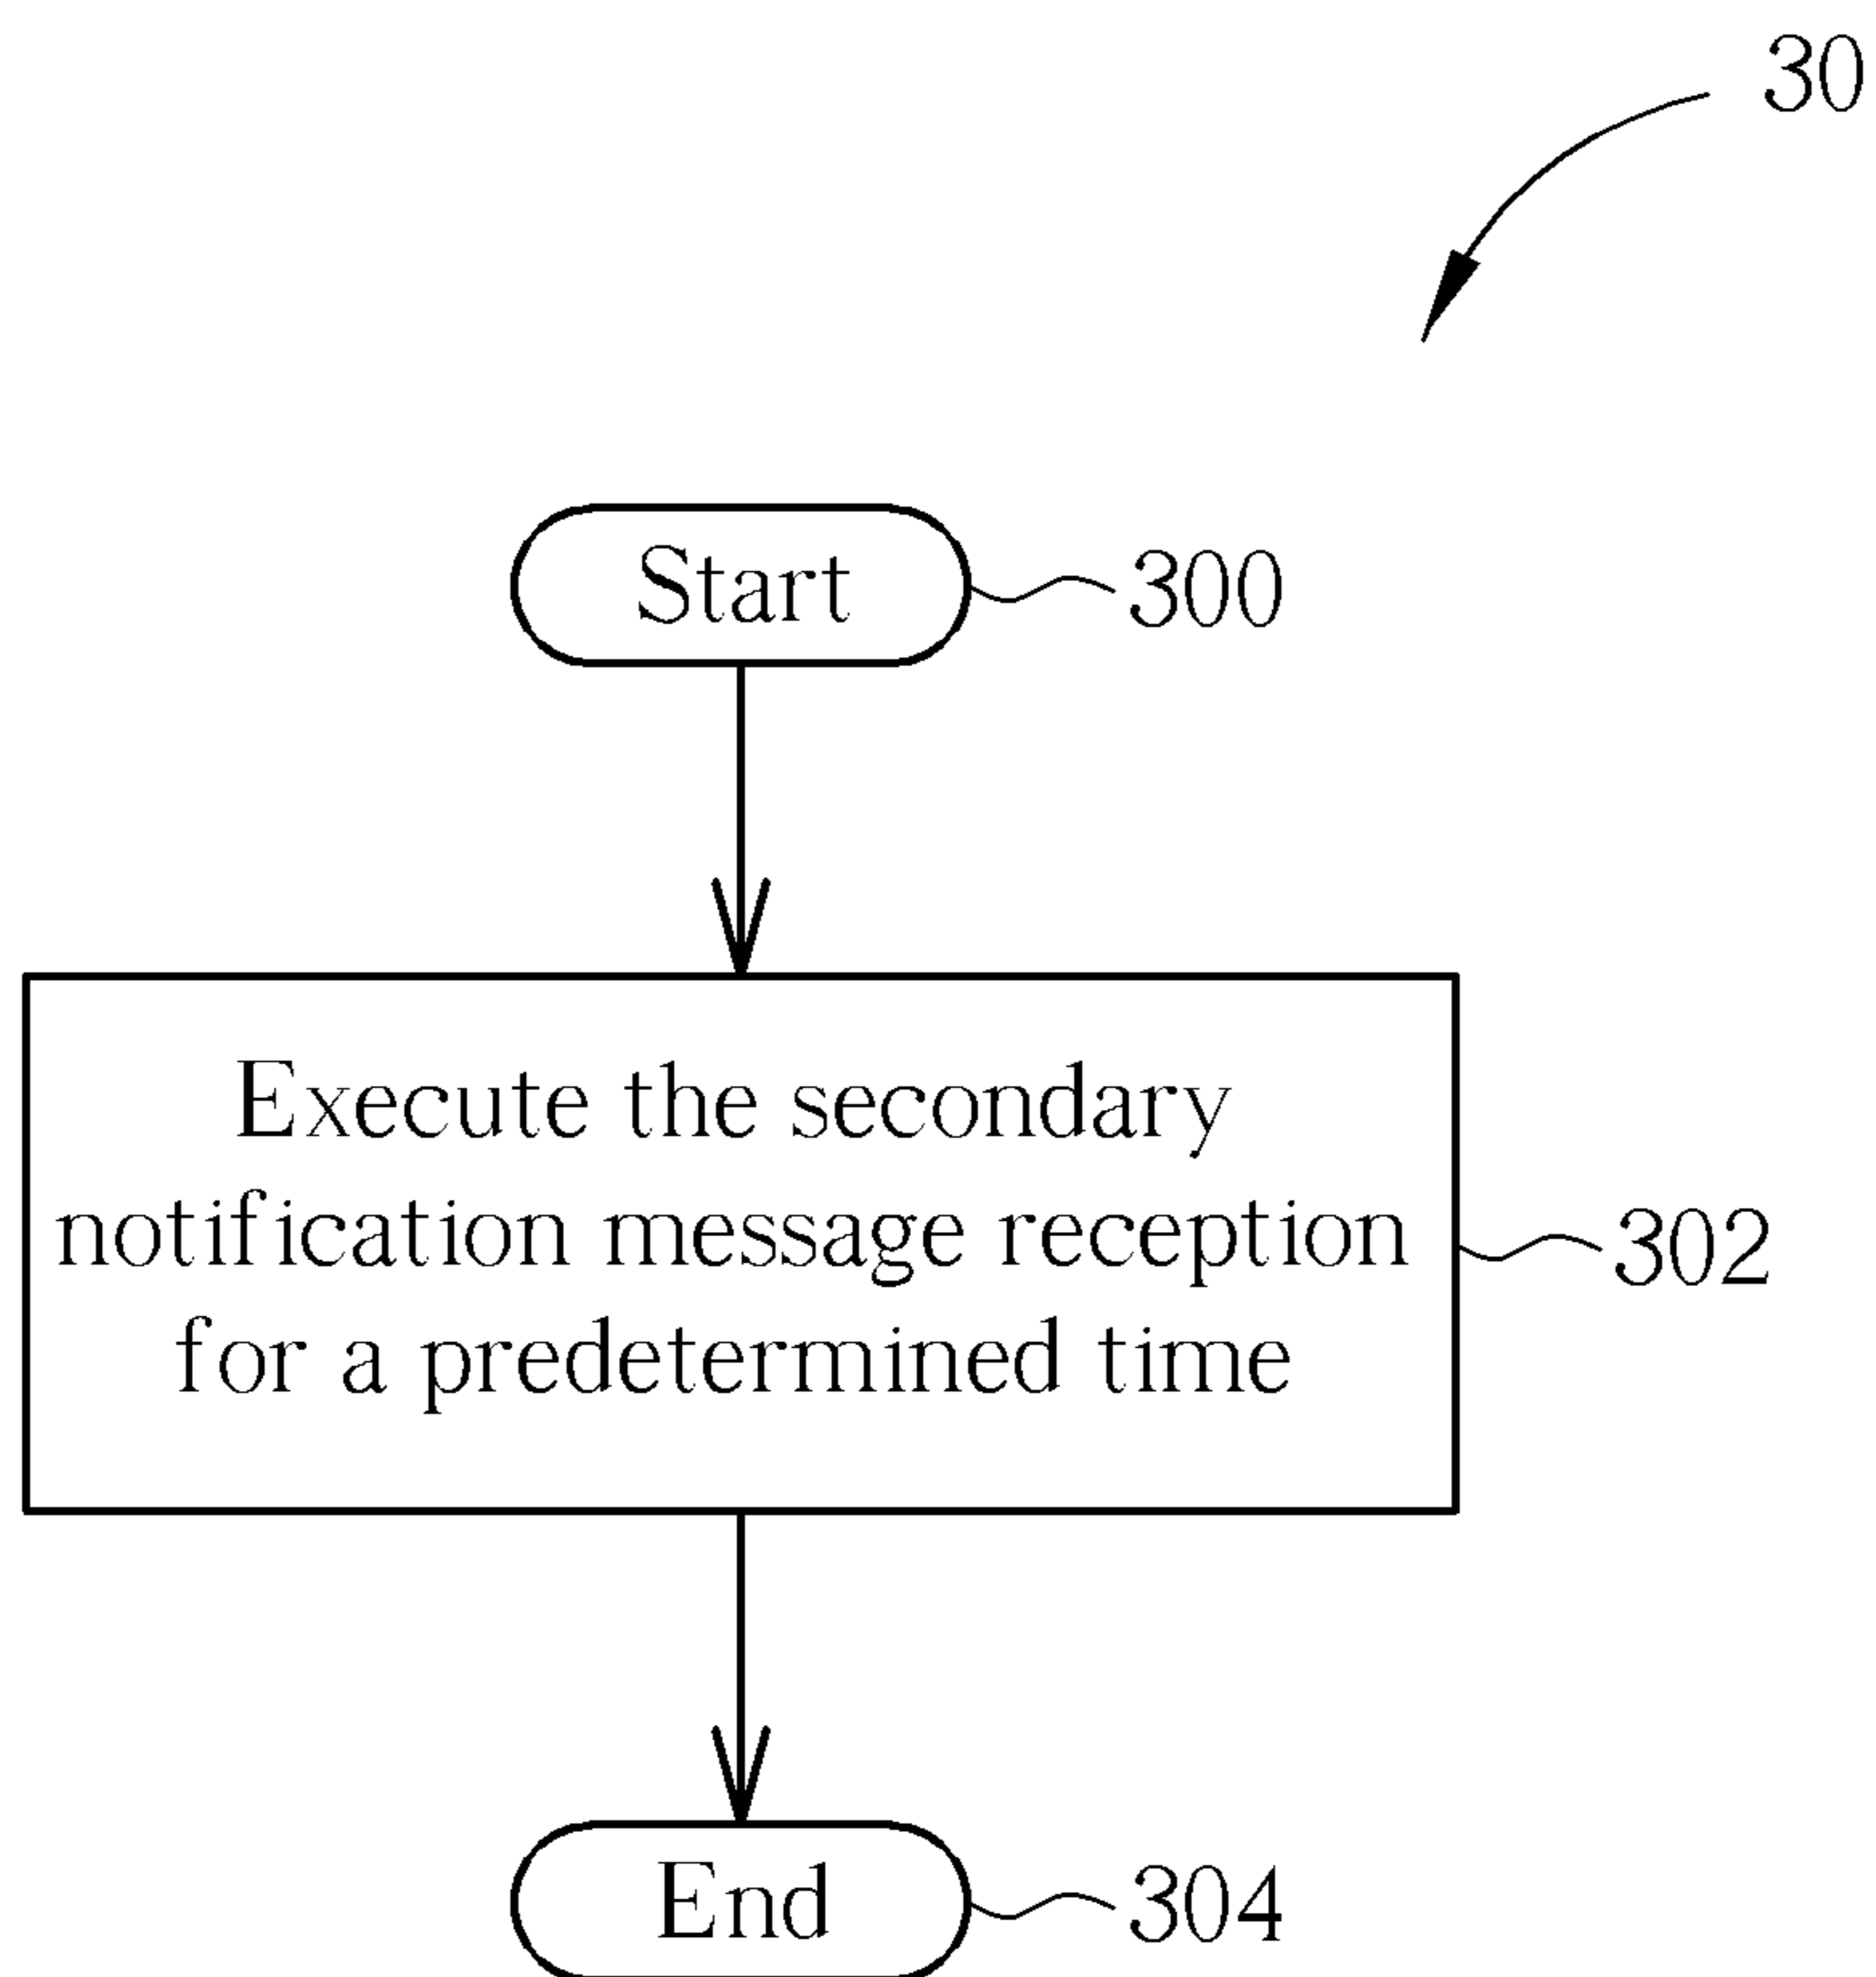 30
Start
300
Execute the secondary
notification message reception
for a predetermined time
302
End
304